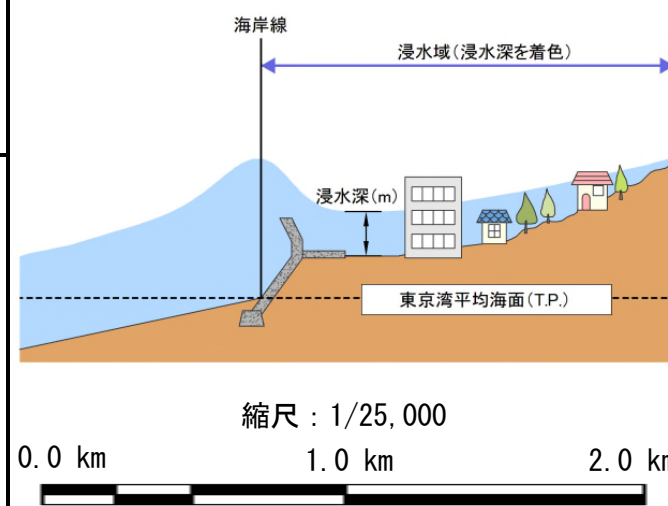 海岸線
浸水域(浸水深を着色)
浸水深(m)
東京湾平均海面(T.P.)
縮尺：1/25,000
0.0 km 1.0 km 2.0 km